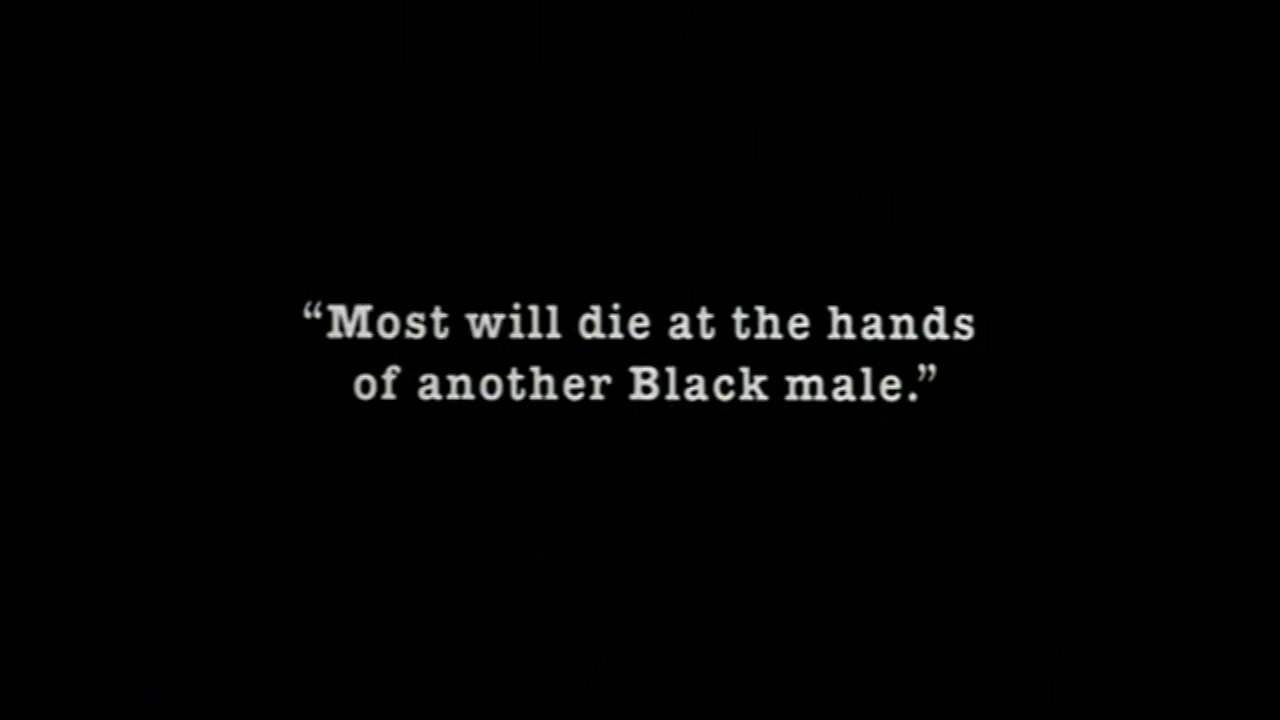 “Most will die at the hands
of another Black male.”